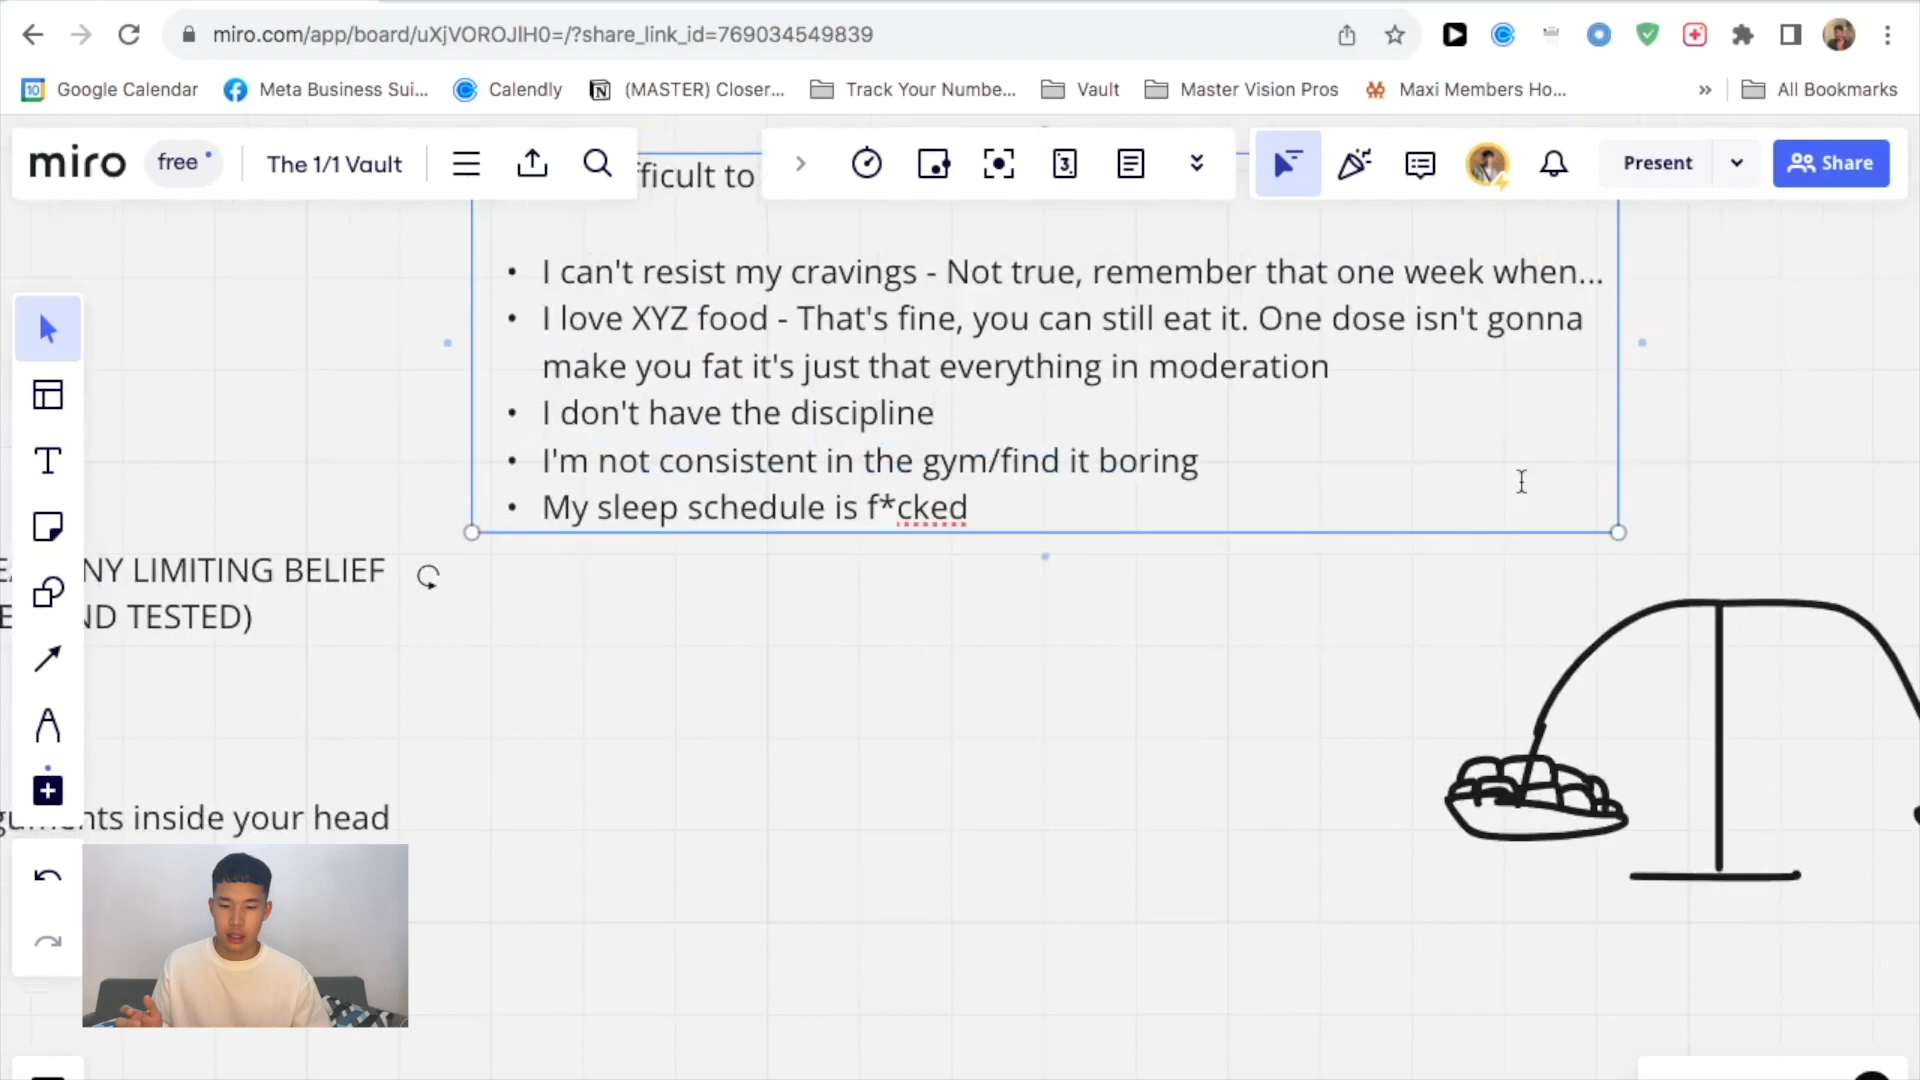 miro.com/app/board/uXjVOROJlH0=/?share_link_id=769034549839
Google Calendar
Meta Business Sui...
Calendly
(MASTER) Closer...
Track Your Numbe...
Vault
Master Vision Pros
Maxi Members Ho...
All Bookmarks
miro
free
The 1/1 Vault
Present
Share
fficult to
• I can't resist my cravings - Not true, remember that one week when...
• I love XYZ food - That's fine, you can still eat it. One dose isn't gonna
make you fat it's just that everything in moderation
• I don't have the discipline
• I'm not consistent in the gym/find it boring
• My sleep schedule is f*cked
NY LIMITING BELIEF
ND TESTED)
nts inside your head